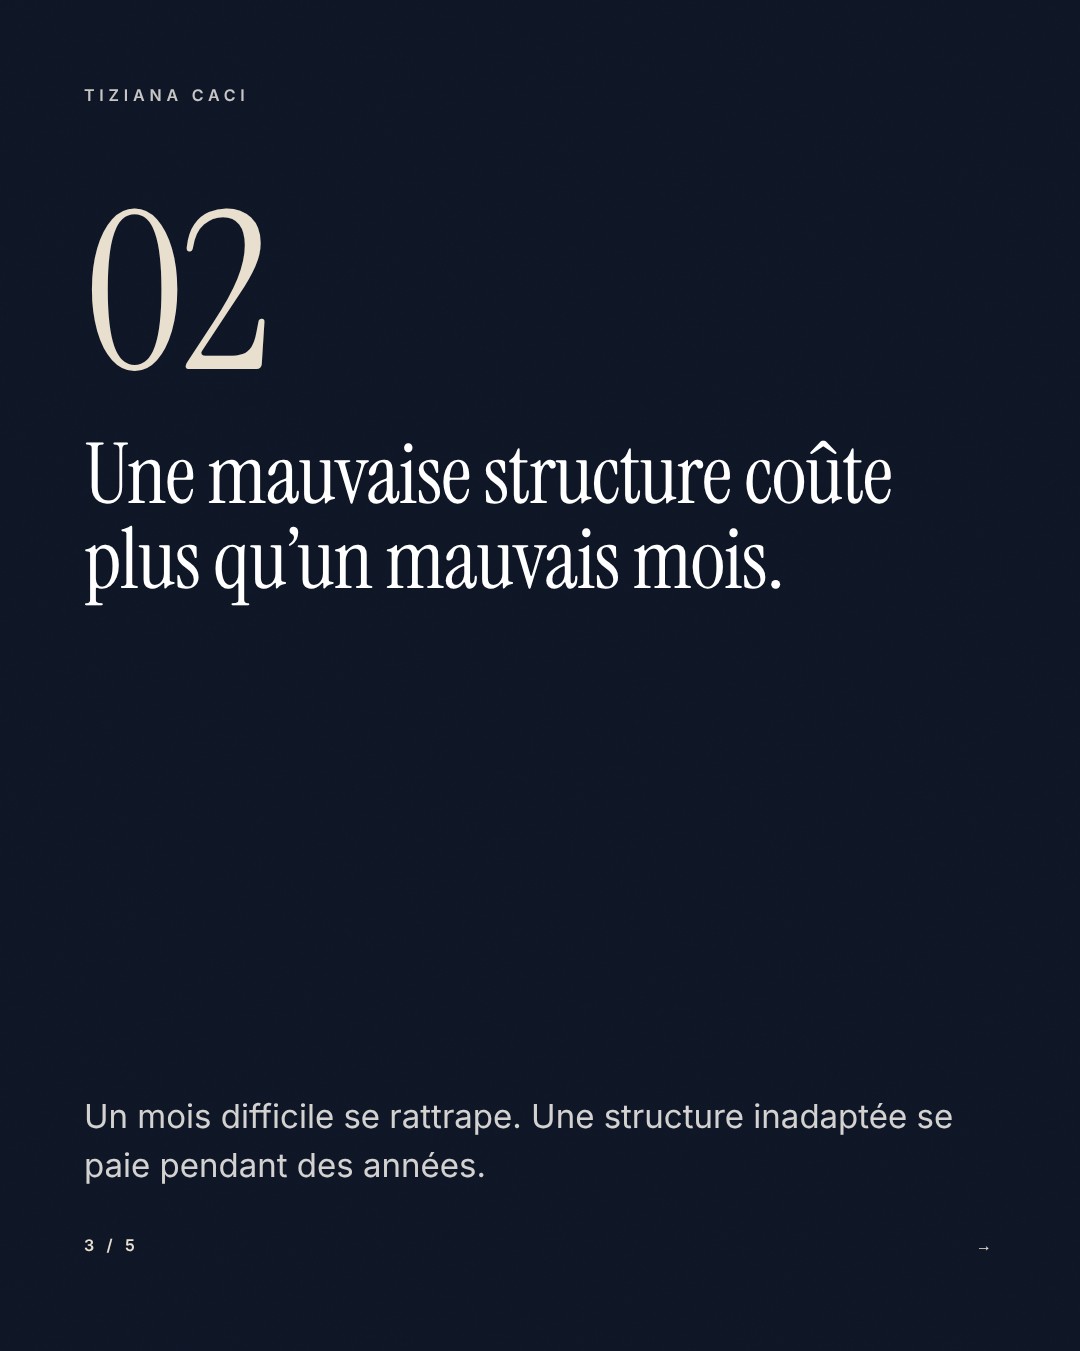 TIZIANA CACI
02
Une mauvaise structure coûte
plus qu’un mauvais mois.
Un mois difficile se rattrape. Une structure inadaptée se
paie pendant des années.
3 / 5
→